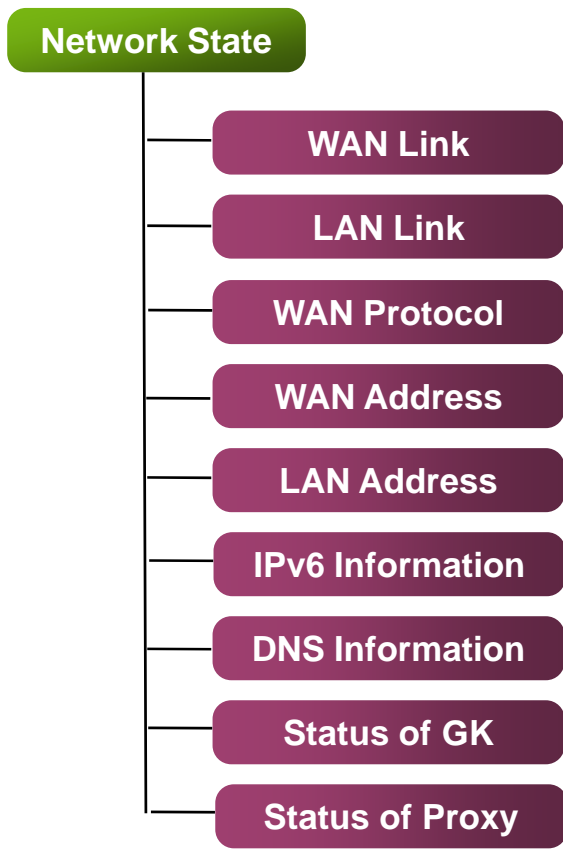 Network State
WAN Link
LAN Link
WAN Protocol
WAN Address
LAN Address
IPv6 Information
DNS Information
Status of GK
Status of Proxy